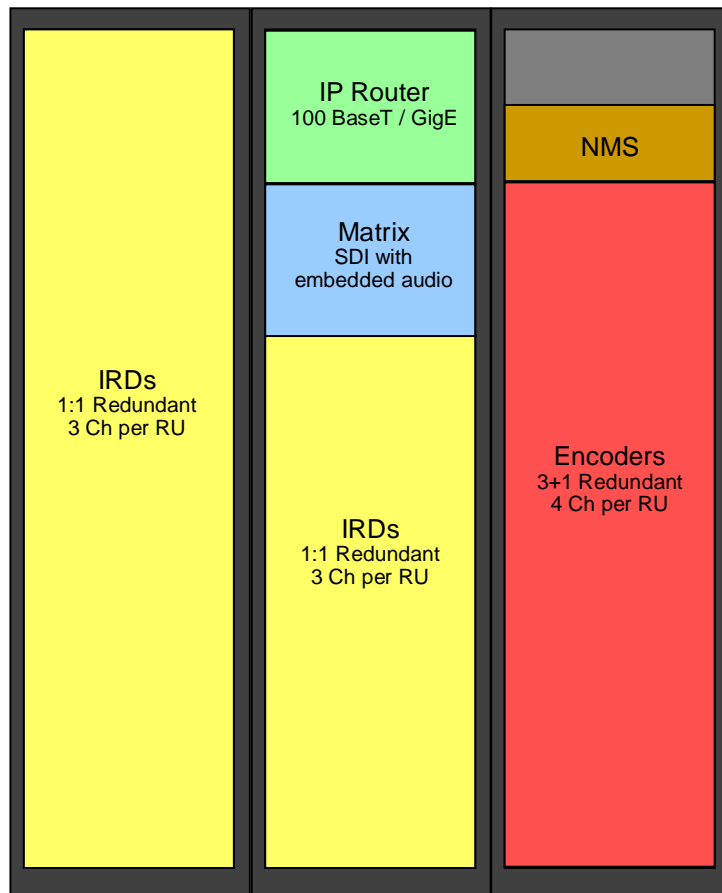 IRDs
1:1 Redundant
3 Ch per RU
IP Router
100 BaseT / GigE
Matrix
SDI with
embedded audio
IRDs
1:1 Redundant
3 Ch per RU
NMS
Encoders
3+1 Redundant
4 Ch per RU